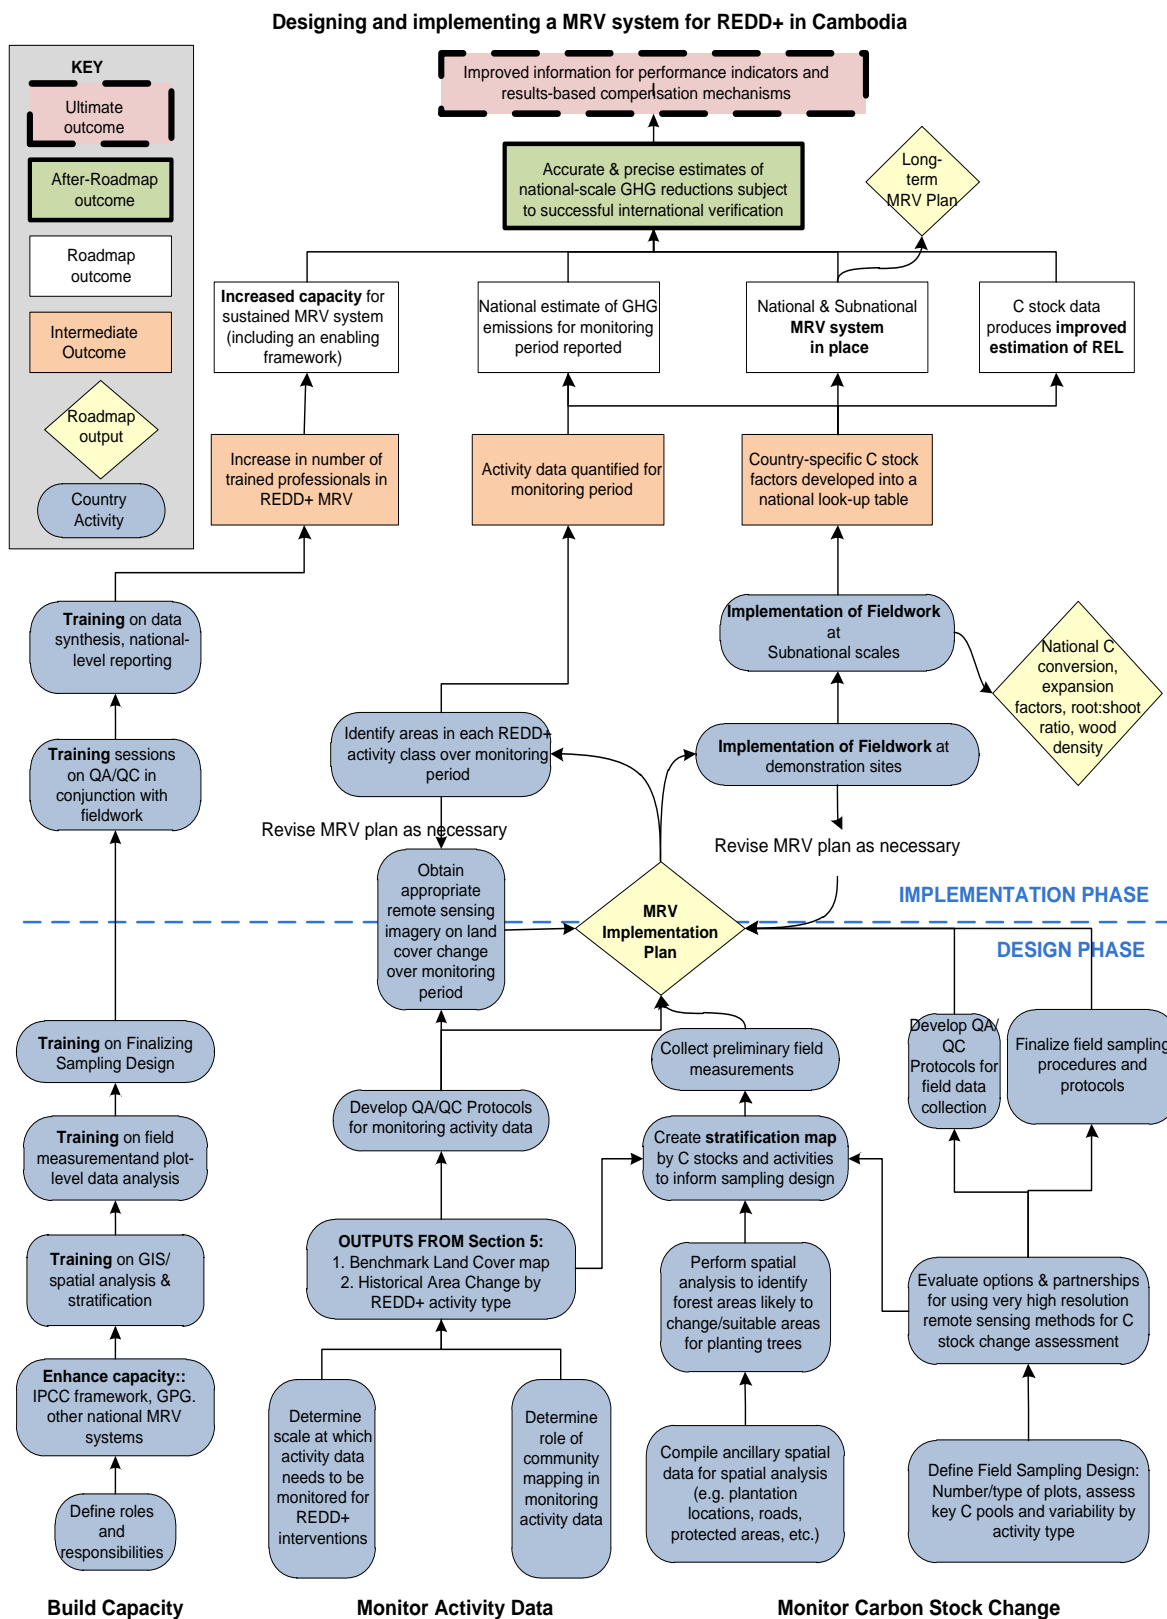 Designing and implementing a MRV system for REDD+ in Cambodia
KEY
Ultimate
outcome
After-Roadmap
outcome
Roadmap
outcome
Intermediate
Outcome
Roadmap
output
Country
Activity
Improved information for performance indicators and
results-based compensation mechanisms
Accurate & precise estimates of
national-scale GHG reductions subject
to successful international verification
Long-
term
MRV Plan
Increased capacity for
sustained MRV system
(including an enabling
framework)
National estimate of GHG
emissions for monitoring
period reported
National & Subnational
MRV system
in place
C stock data
produces improved
estimation of REL
Increase in number of
trained professionals in
REDD+ MRV
Activity data quantified for
monitoring period
Country-specific C stock
factors developed into a
national look-up table
Training on data
synthesis, national-
level reporting
Implementation of Fieldwork
at
Subnational scales
National C
conversion,
expansion
factors, root:shoot
ratio, wood
density
Training sessions
on QA/QC in
conjunction with
fieldwork
Identify areas in each REDD+
activity class over monitoring
period
Implementation of Fieldwork at
demonstration sites
Revise MRV plan as necessary
Revise MRV plan as necessary
Obtain
appropriate
remote sensing
imagery on land
cover change
over monitoring
period
MRV
Implementation
Plan
IMPLEMENTATION PHASE
DESIGN PHASE
Training on Finalizing
Sampling Design
Collect preliminary field
measurements
Develop QA/
QC
Protocols for
field data
collection
Finalize field sampling
procedures and
protocols
Training on field
measurementand plot-
level data analysis
Develop QA/QC Protocols
for monitoring activity data
Create stratification map
by C stocks and activities
to inform sampling design
Training on GIS/
spatial analysis &
stratification
OUTPUTS FROM Section 5:
1. Benchmark Land Cover map
2. Historical Area Change by
REDD+ activity type
Perform spatial
analysis to identify
forest areas likely to
change/suitable areas
for planting trees
Evaluate options & partnerships
for using very high resolution
remote sensing methods for C
stock change assessment
Enhance capacity::
IPCC framework, GPG.
other national MRV
systems
Determine
scale at which
activity data
needs to be
monitored for
REDD+
interventions
Determine
role of
community
mapping in
monitoring
activity data
Compile ancillary spatial
data for spatial analysis
(e.g. plantation
locations, roads,
protected areas, etc.)
Define Field Sampling Design:
Number/type of plots, assess
key C pools and variability by
activity type
Define roles
and
responsibilities
Build Capacity
Monitor Activity Data
Monitor Carbon Stock Change